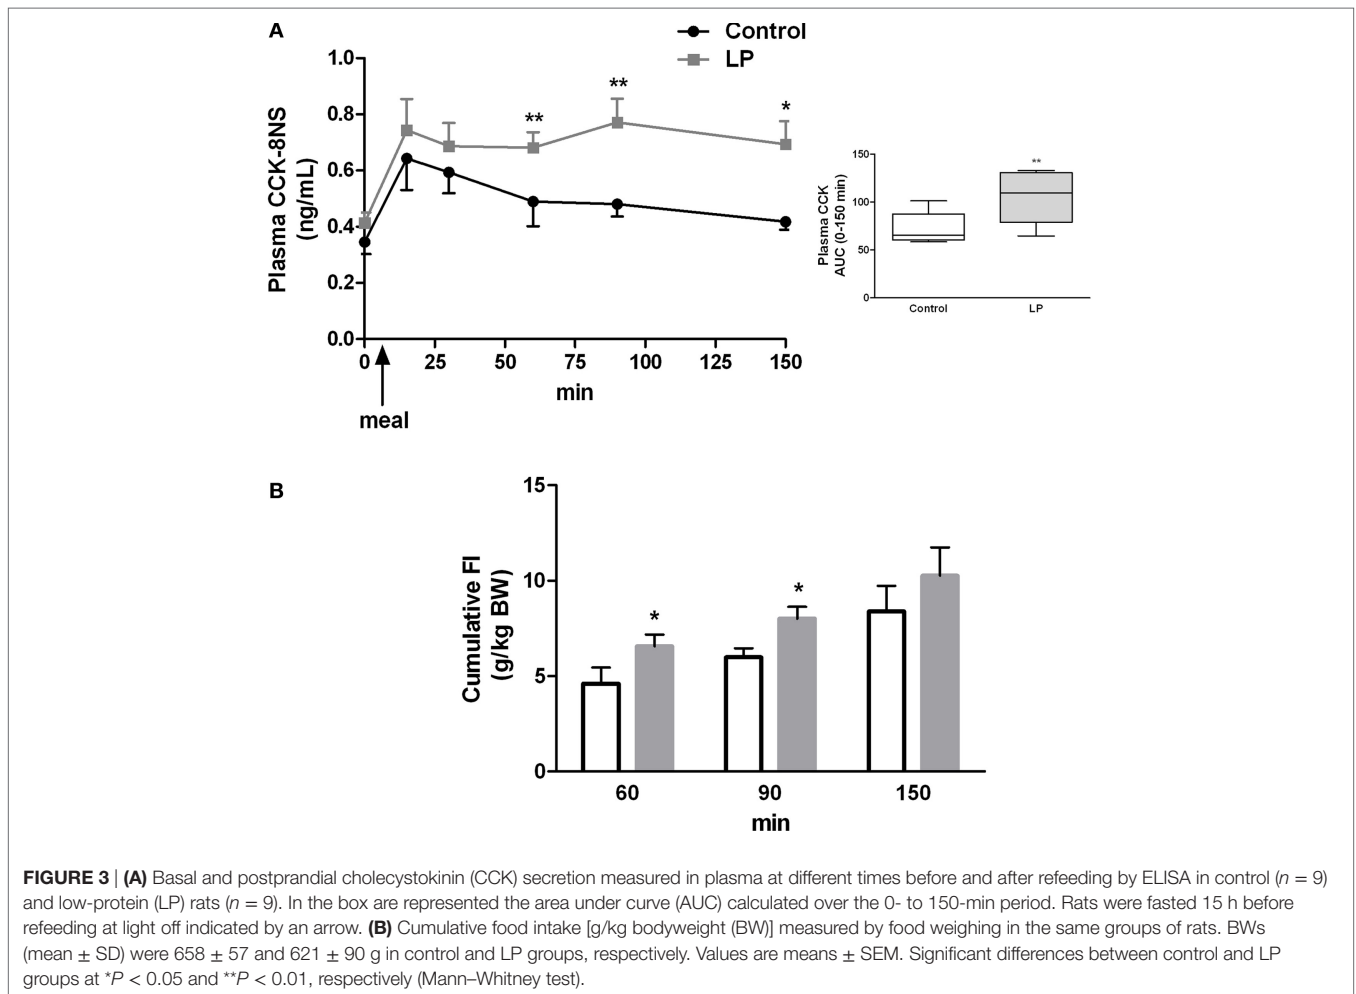 A
Control
LP
1.0
0.8
0.6
0.4
0.2
0.0
Plasma CCK-8NS
(ng/mL)
**
**
*
0 25 50 75 100 125 150
min
meal
150
100
50
0
Plasma CCK
AUC (0-150 min)
**
Control LP
B
15
10
5
0
Cumulative FI
(g/kg BW)
*
*
60 90 150
min
FIGURE 3 | (A) Basal and postprandial cholecystokinin (CCK) secretion measured in plasma at different times before and after refeeding by ELISA in control (n = 9)
and low-protein (LP) rats (n = 9). In the box are represented the area under curve (AUC) calculated over the 0- to 150-min period. Rats were fasted 15 h before
refeeding at light off indicated by an arrow. (B) Cumulative food intake [g/kg bodyweight (BW)] measured by food weighing in the same groups of rats. BWs
(mean ± SD) were 658 ± 57 and 621 ± 90 g in control and LP groups, respectively. Values are means ± SEM. Significant differences between control and LP
groups at *P < 0.05 and **P < 0.01, respectively (Mann–Whitney test).